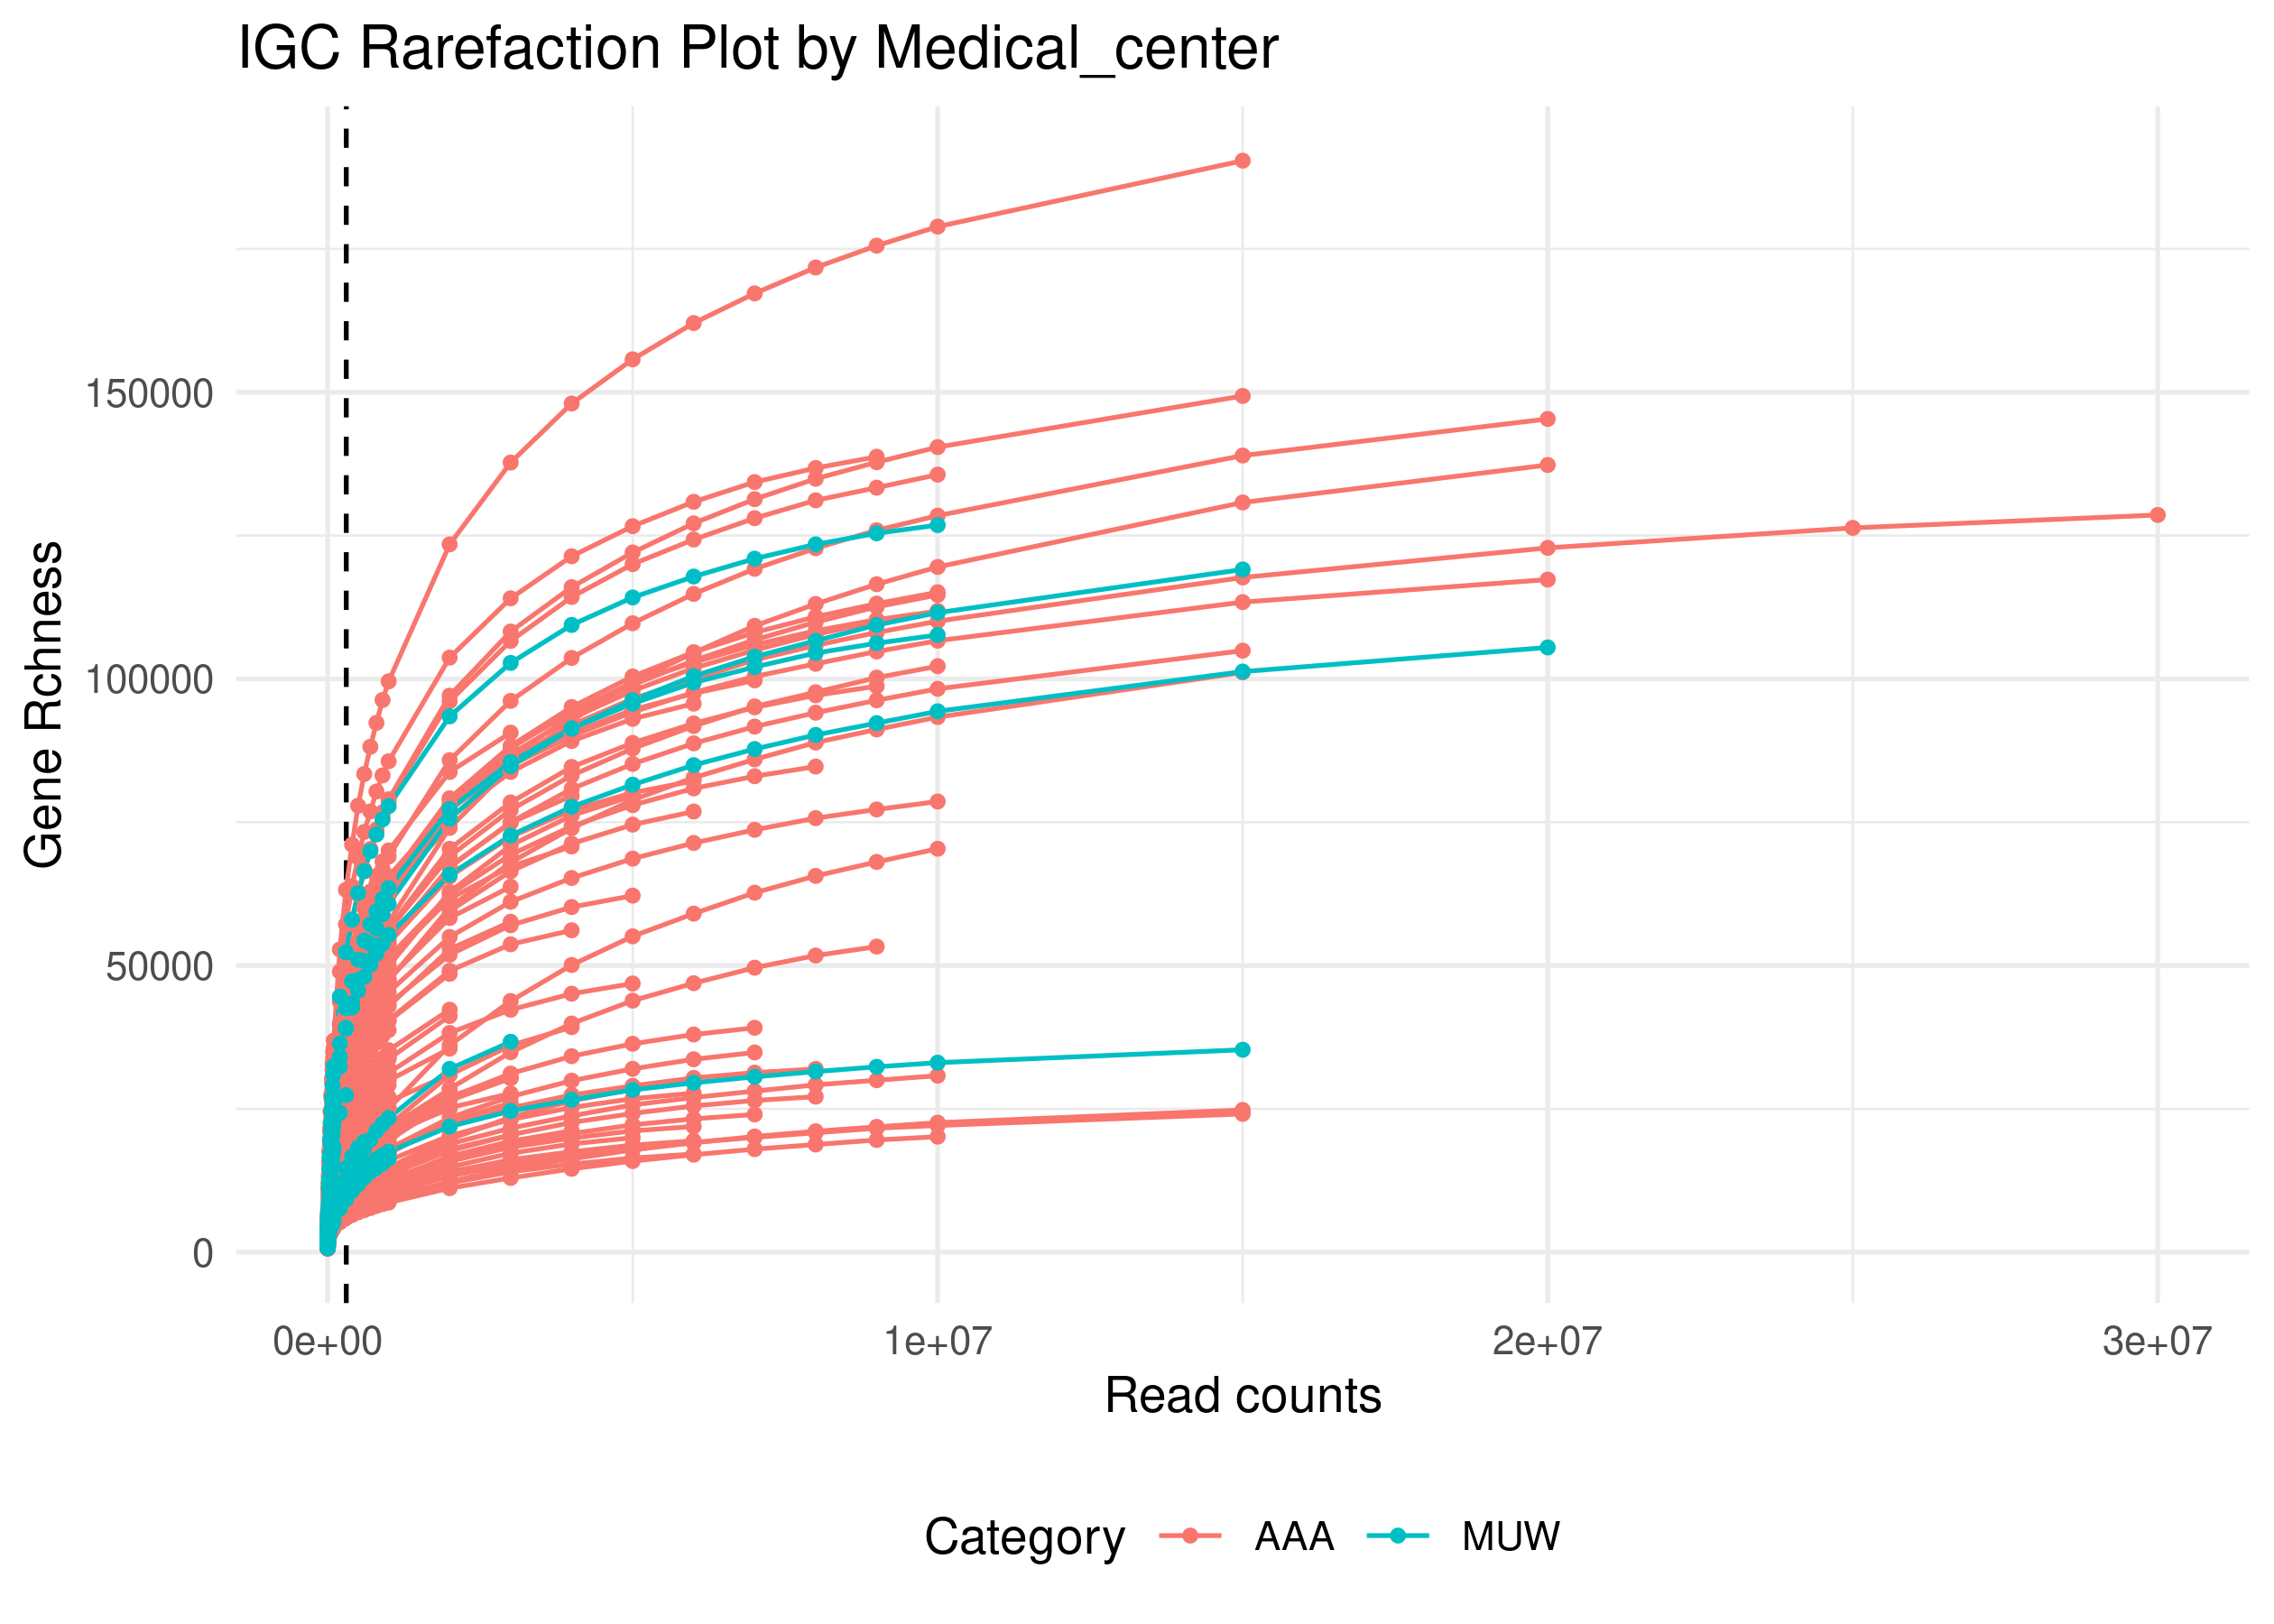 IGC Rarefaction Plot by Medical_center
Gene Rchness
150000
100000
50000
0
0e+00 1e+07 2e+07 3e+07
Read counts
Category AAA MUW